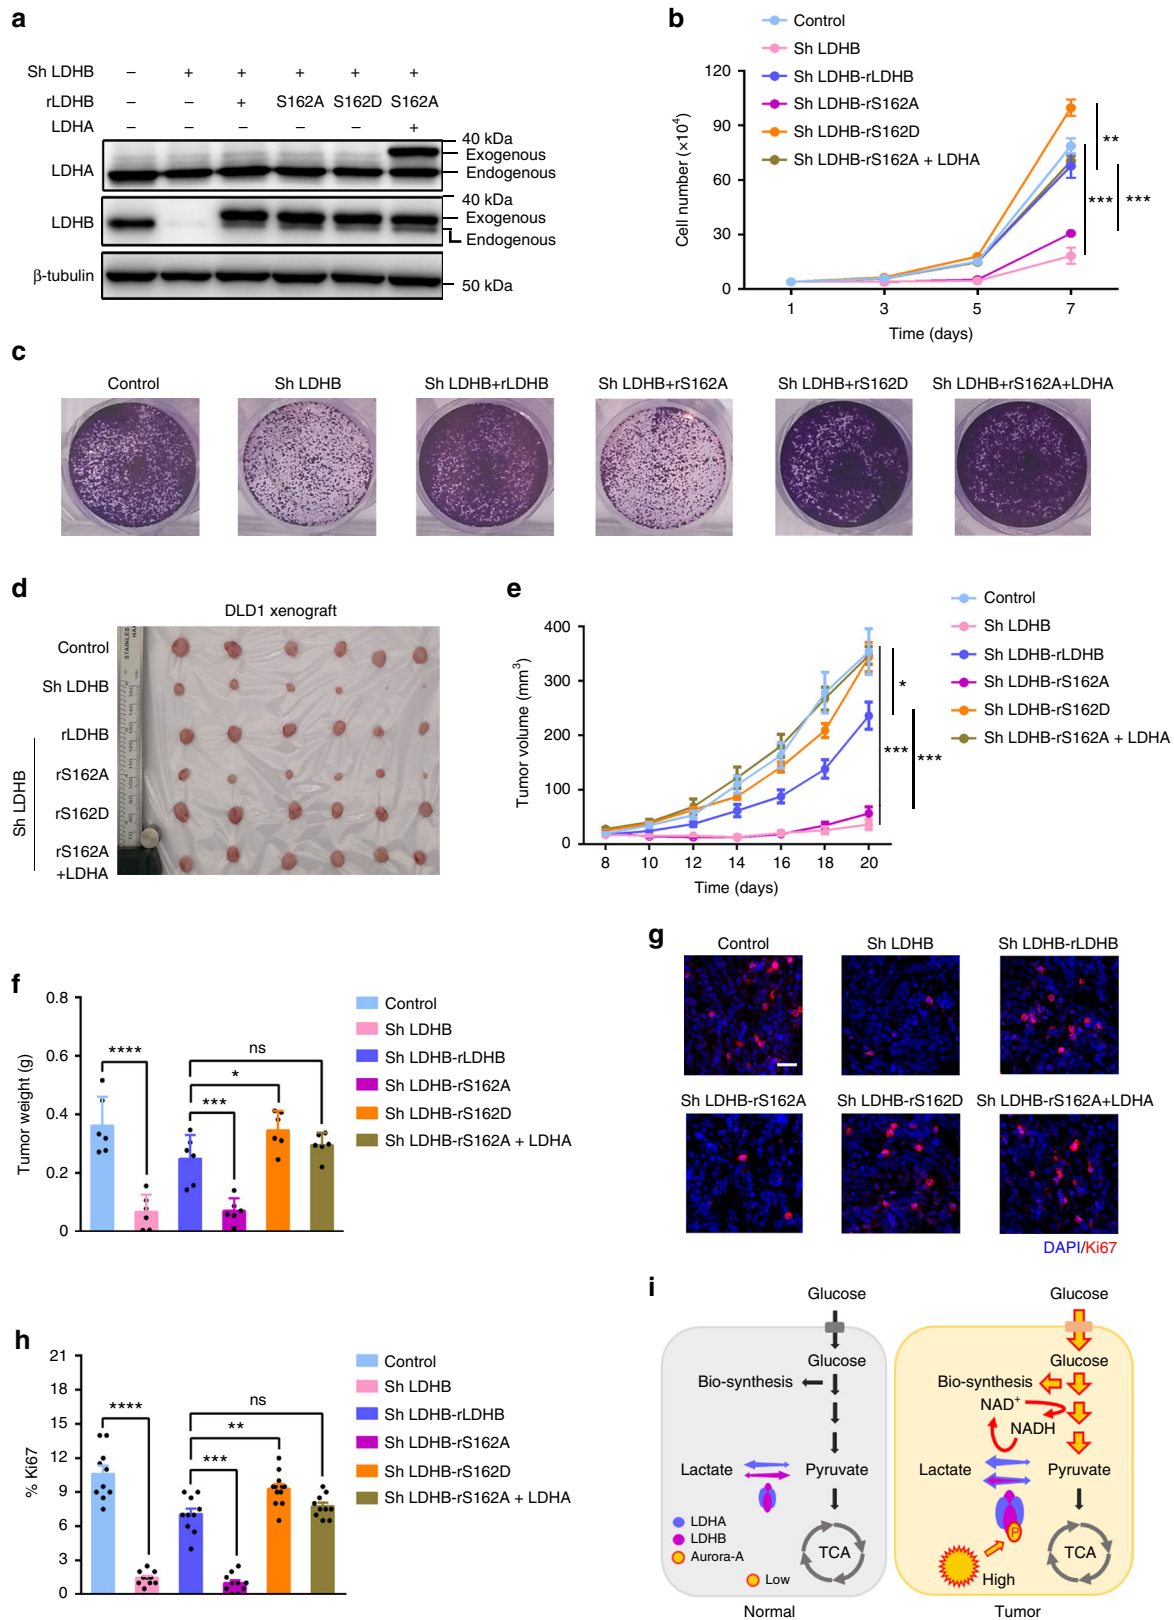 a
Sh LDHB – + + + + +
rLDHB – – + S162A S162D S162A
LDHA – – – – – +
40 kDa
LDHA
Exogenous
Endogenous
40 kDa
LDHB
Exogenous
Endogenous
β-tubulin
50 kDa
b
Control
Sh LDHB
Sh LDHB-rLDHB
Sh LDHB-rS162A
Sh LDHB-rS162D
Sh LDHB-rS162A + LDHA
Cell number (×10⁴)
120
90
60
30
0
1 3 5 7
Time (days)
**
***
***
c
Control
Sh LDHB
Sh LDHB+rLDHB
Sh LDHB+rS162A
Sh LDHB+rS162D
Sh LDHB+rS162A+LDHA
d
DLD1 xenograft
Control
Sh LDHB
rLDHB
rS162A
rS162D
rS162A
+LDHA
Sh LDHB
e
Control
Sh LDHB
Sh LDHB-rLDHB
Sh LDHB-rS162A
Sh LDHB-rS162D
Sh LDHB-rS162A + LDHA
Tumor volume (mm³)
400
300
200
100
0
8 10 12 14 16 18 20
Time (days)
*
***
***
f
Tumor weight (g)
0.8
0.6
0.4
0.2
0
****
***
*
ns
Control
Sh LDHB
Sh LDHB-rLDHB
Sh LDHB-rS162A
Sh LDHB-rS162D
Sh LDHB-rS162A + LDHA
g
Control
Sh LDHB
Sh LDHB-rLDHB
Sh LDHB-rS162A
Sh LDHB-rS162D
Sh LDHB-rS162A+LDHA
DAPI/Ki67
h
% Ki67
21
18
15
12
9
6
3
0
****
***
**
ns
Control
Sh LDHB
Sh LDHB-rLDHB
Sh LDHB-rS162A
Sh LDHB-rS162D
Sh LDHB-rS162A + LDHA
i
Glucose
Glucose
Bio-synthesis
Lactate
Pyruvate
TCA
LDHA
LDHB
Aurora-A
Low
Normal
Glucose
Glucose
Bio-synthesis
NAD⁺
NADH
Lactate
Pyruvate
P
TCA
High
Tumor